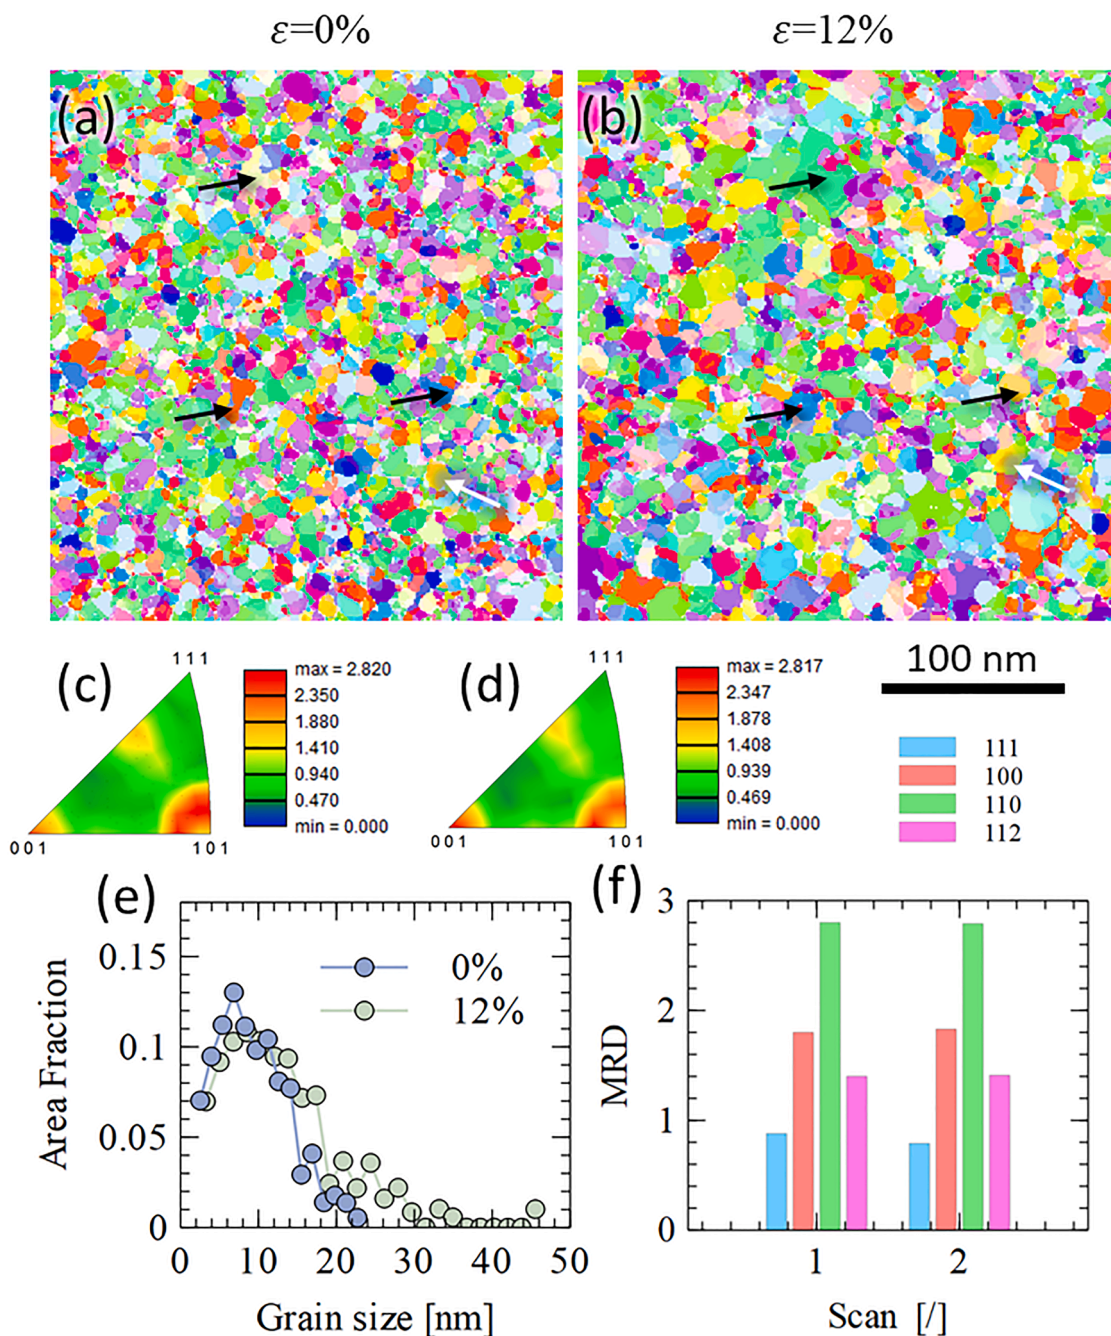 ε=0%
ε=12%
(a)
(b)
(c)
111
001
101
max = 2.820
2.350
1.880
1.410
0.940
0.470
min = 0.000
(d)
111
001
101
max = 2.817
2.347
1.878
1.408
0.939
0.469
min = 0.000
100 nm
111
100
110
112
(e)
0.15
0.1
0.05
0
Area Fraction
0%
12%
0 10 20 30 40 50
Grain size [nm]
(f)
3
2
1
0
MRD
1 2
Scan [/]